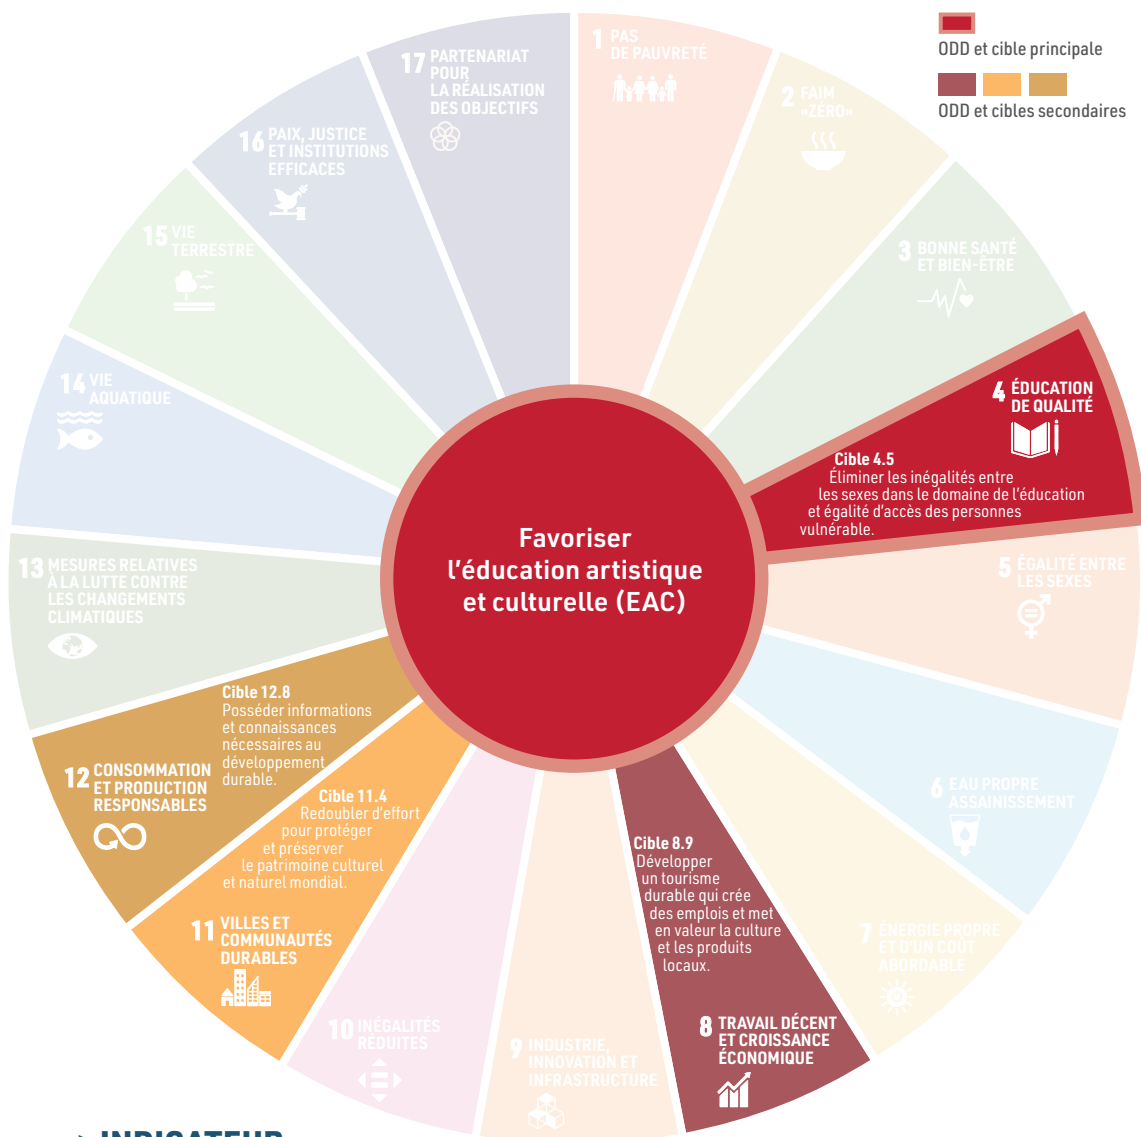 ODD et cible principale
ODD et cibles secondaires
1 PAS
DE PAUVRETÉ
2 FAIM
«ZÉRO»
3 BONNE SANTÉ
ET BIEN-ÊTRE
4 ÉDUCATION
DE QUALITÉ
Cible 4.5
Éliminer les inégalités entre
les sexes dans le domaine de l'éducation
et égalité d'accès des personnes
vulnérable.
5 ÉGALITÉ ENTRE
LES SEXES
6 EAU PROPRE
ASSAINISSEMENT
7 ÉNERGIE PROPRE
ET D'UN COÛT
ABORDABLE
Cible 8.9
Développer
un tourisme
durable qui crée
des emplois et met
en valeur la culture
et les produits
locaux.
8 TRAVAIL DÉCENT
ET CROISSANCE
ÉCONOMIQUE
9 INDUSTRIE,
INNOVATION ET
INFRASTRUCTURE
10 INÉGALITÉS
RÉDUITES
Cible 11.4
Redoubler d'effort
pour protéger
et préserver
le patrimoine culturel
et naturel mondial.
11 VILLES ET
COMMUNAUTÉS
DURABLES
Cible 12.8
Posséder informations
et connaissances
nécessaires au
développement
durable.
12 CONSOMMATION
ET PRODUCTION
RESPONSABLES
13 MESURES RELATIVES
À LA LUTTE CONTRE
LES CHANGEMENTS
CLIMATIQUES
14 VIE
AQUATIQUE
15 VIE
TERRESTRE
16 PAIX, JUSTICE
ET INSTITUTIONS
EFFICACES
17 PARTENARIAT
POUR
LA RÉALISATION
DES OBJECTIFS
Favoriser
l'éducation artistique
et culturelle (EAC)
INDICATEUR